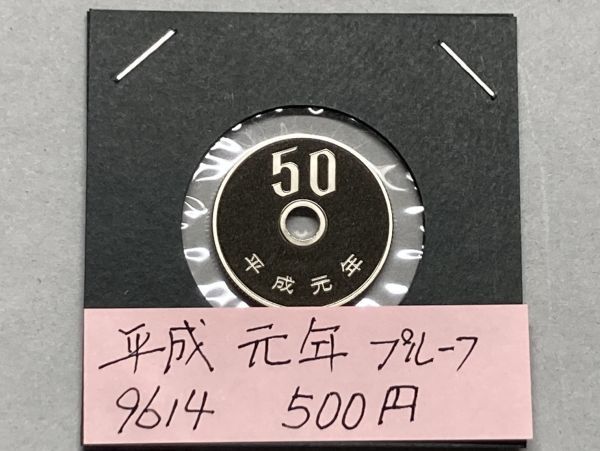 50
平成元年
平成 元年 プルーフ
9614 500円